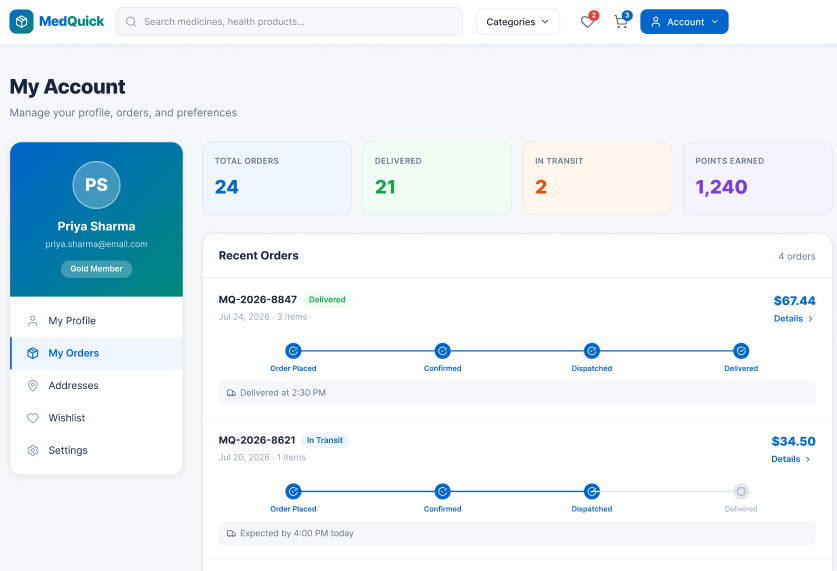 MedQuick
Search medicines, health products...
Categories
2
3
Account
My Account
Manage your profile, orders, and preferences
PS
Priya Sharma
priya.sharma@email.com
Gold Member
My Profile
My Orders
Addresses
Wishlist
Settings
TOTAL ORDERS
24
DELIVERED
21
IN TRANSIT
2
POINTS EARNED
1,240
Recent Orders
4 orders
MQ-2026-8847 Delivered
$67.44
Jul 24, 2026 · 3 items
Details
Order Placed
Confirmed
Dispatched
Delivered
Delivered at 2:30 PM
MQ-2026-8621 In Transit
$34.50
Jul 20, 2026 · 1 items
Details
Order Placed
Confirmed
Dispatched
Delivered
Expected by 4:00 PM today